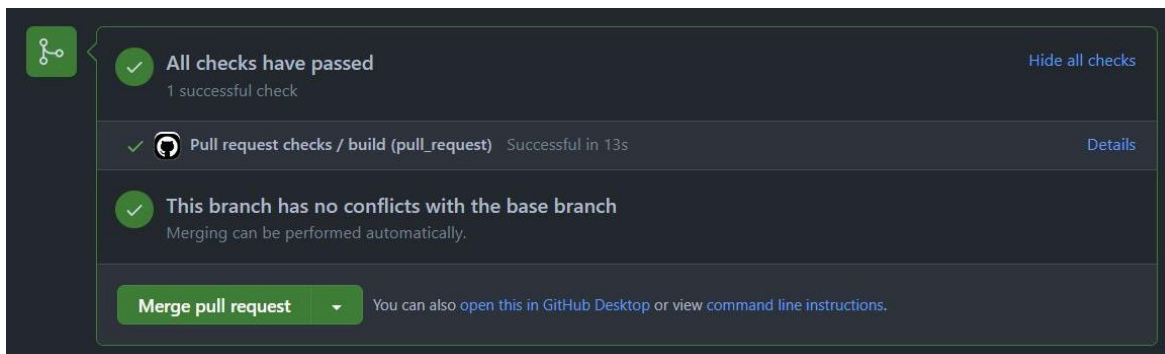 All checks have passed
Hide all checks
1 successful check
Pull request checks / build (pull_request) Successful in 13s
Details
This branch has no conflicts with the base branch
Merging can be performed automatically.
Merge pull request
You can also open this in GitHub Desktop or view command line instructions.